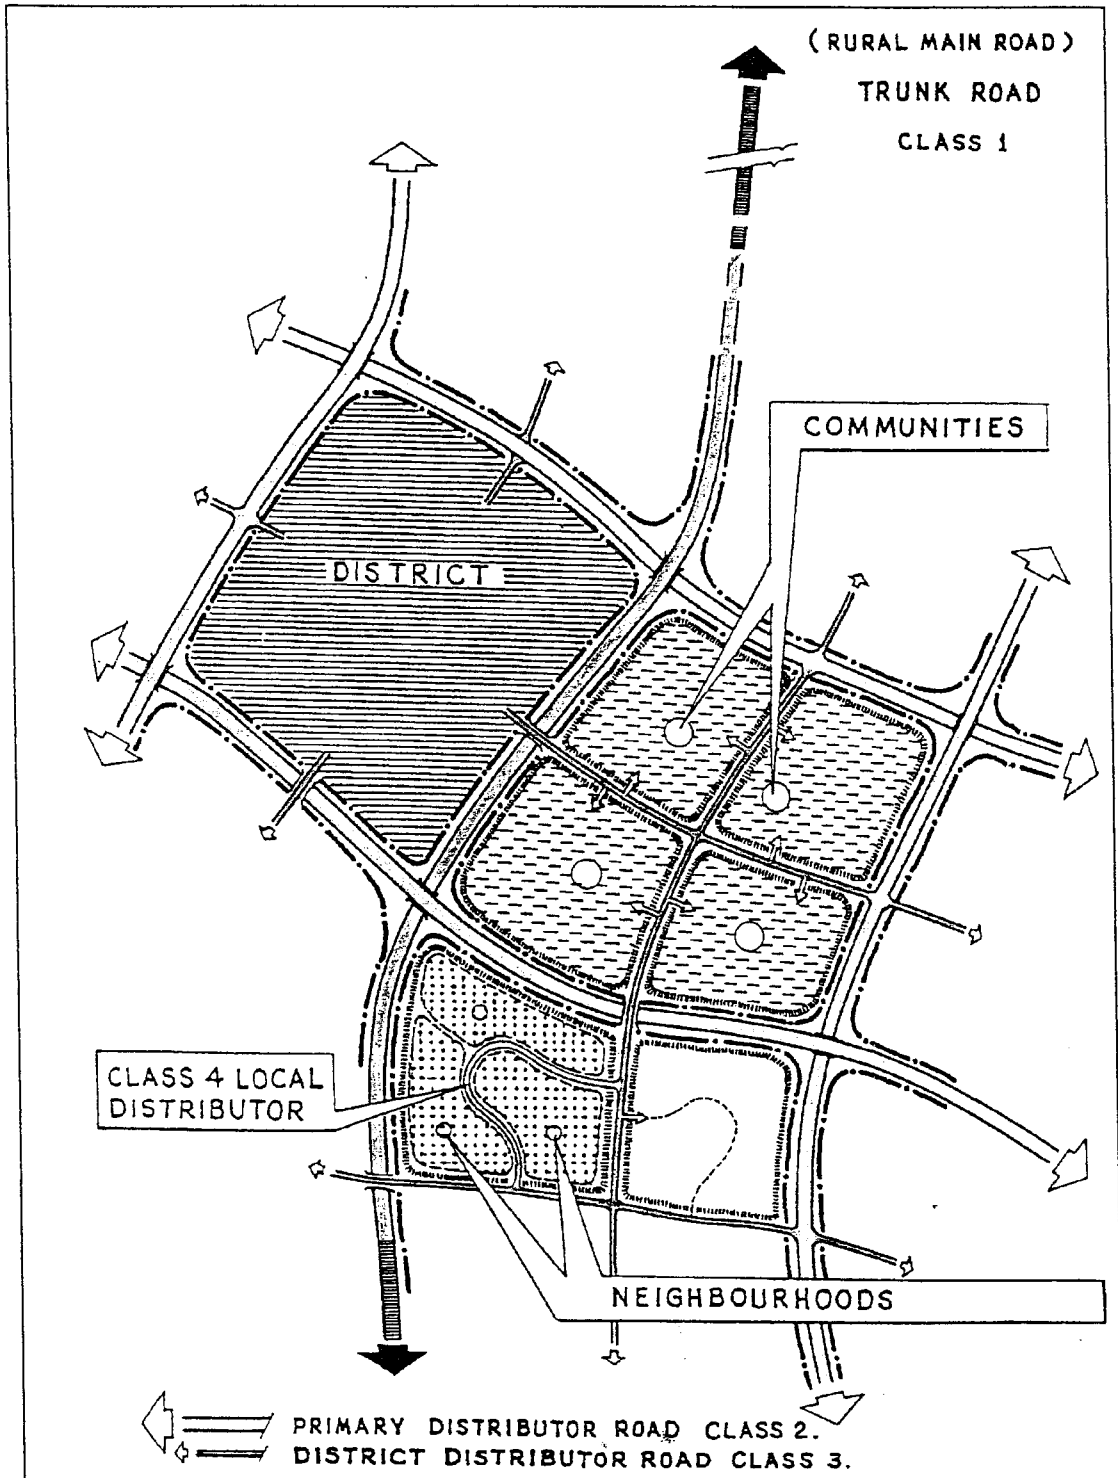 (RURAL MAIN ROAD)
TRUNK ROAD
CLASS 1
COMMUNITIES
DISTRICT
CLASS 4 LOCAL
DISTRIBUTOR
NEIGHBOURHOODS
PRIMARY DISTRIBUTOR ROAD CLASS 2.
DISTRICT DISTRIBUTOR ROAD CLASS 3.